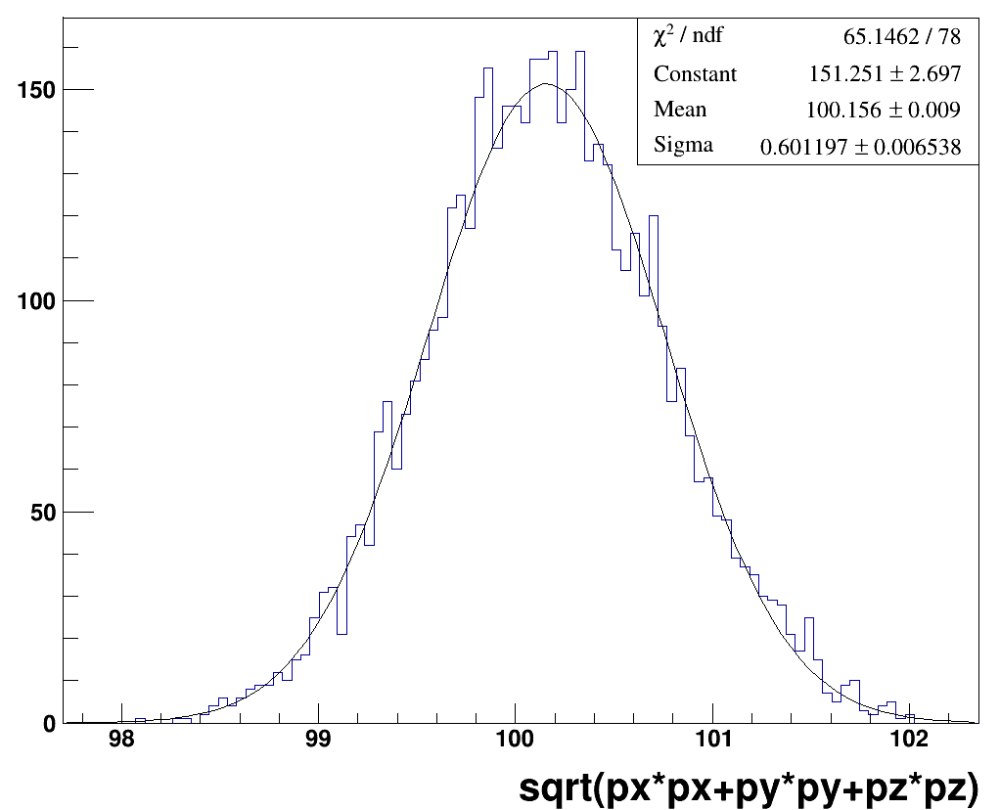 χ² / ndf 65.1462 / 78
Constant 151.251 ± 2.697
Mean 100.156 ± 0.009
Sigma 0.601197 ± 0.006538
150
100
50
0
98 99 100 101 102
sqrt(px*px+py*py+pz*pz)